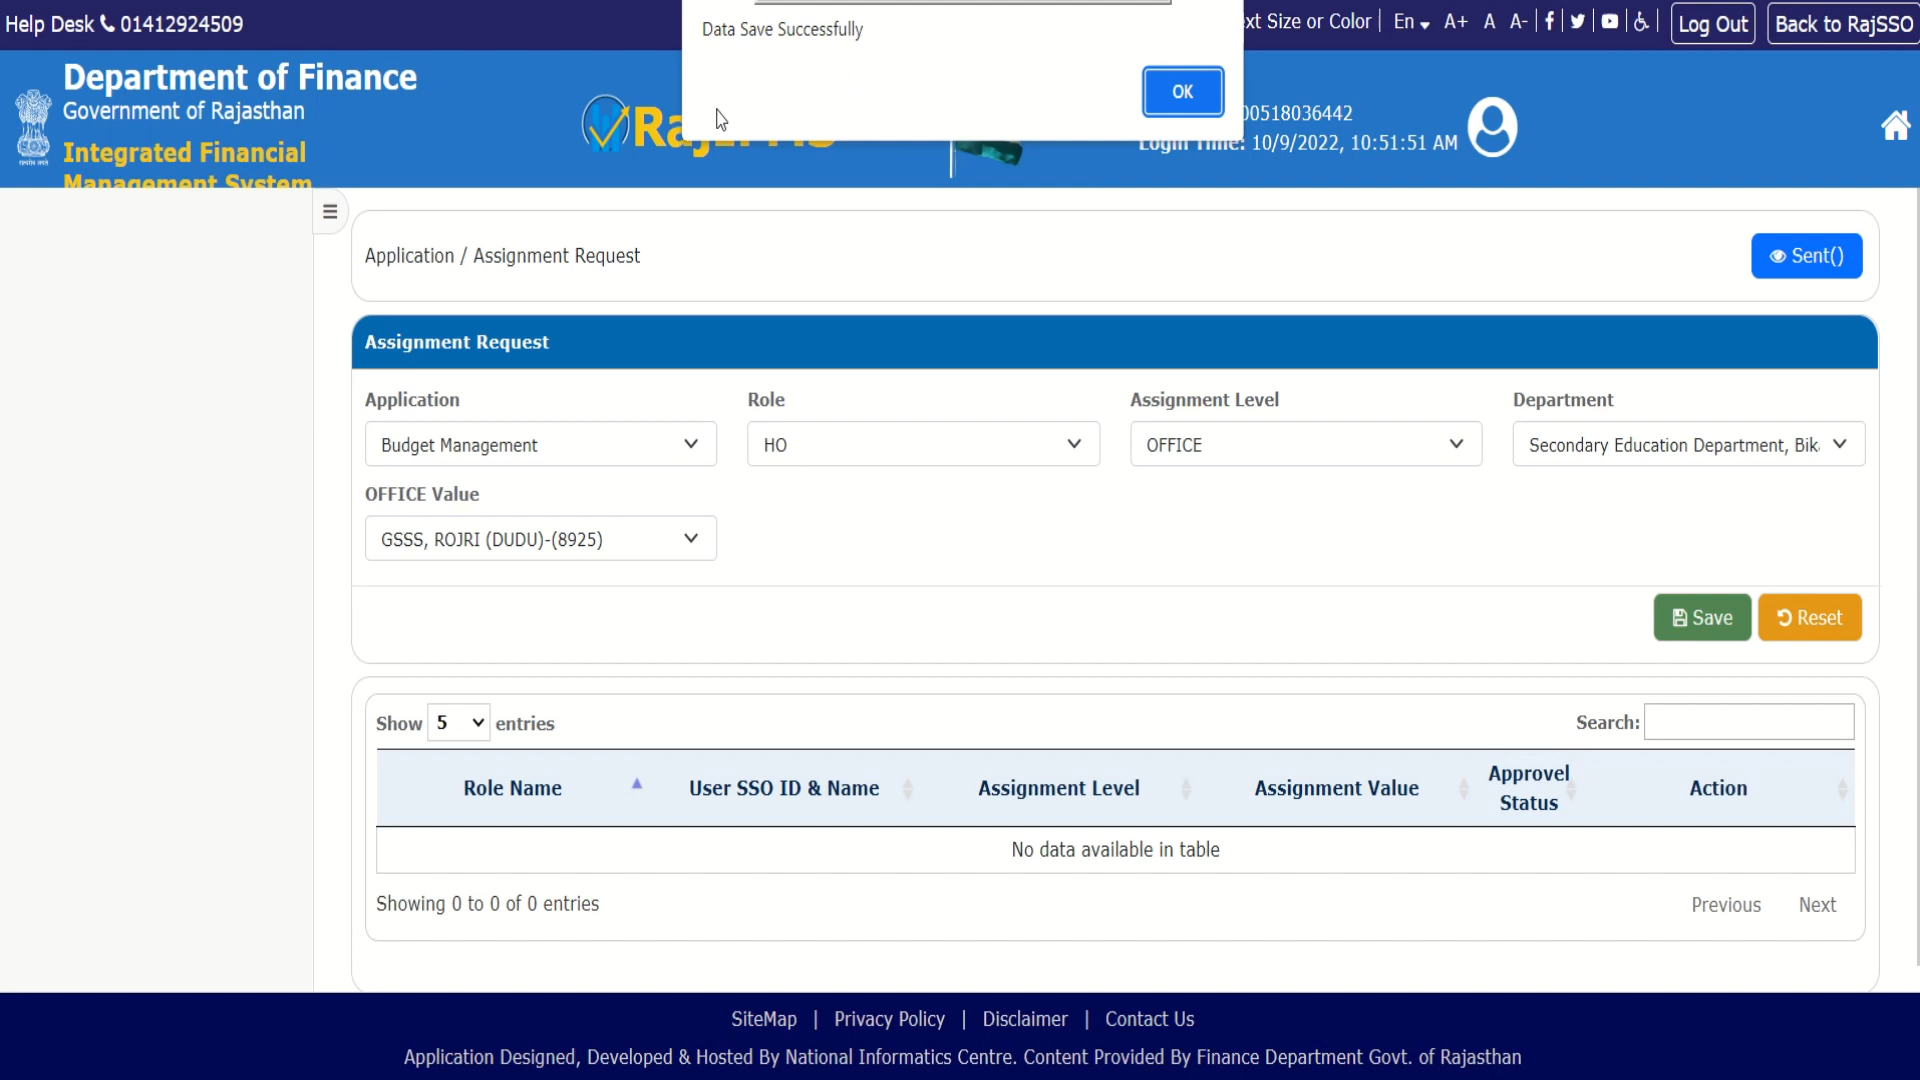 Help Desk 01412924509
Data Save Successfully
OK
ext Size or Color | En A+ A A- Log Out Back to RajSSO
Department of Finance
Government of Rajasthan
Integrated Financial
Management System
00518036442
Login Time: 10/9/2022, 10:51:51 AM
Application / Assignment Request
Sent()
Assignment Request
Application Role Assignment Level Department
Budget Management HO OFFICE Secondary Education Department, Bik
OFFICE Value
GSSS, ROJRI (DUDU)-(8925)
Save Reset
Show 5 entries Search:
Role Name User SSO ID & Name Assignment Level Assignment Value Approvel Status Action
No data available in table
Showing 0 to 0 of 0 entries
Previous Next
SiteMap | Privacy Policy | Disclaimer | Contact Us
Application Designed, Developed & Hosted By National Informatics Centre. Content Provided By Finance Department Govt. of Rajasthan